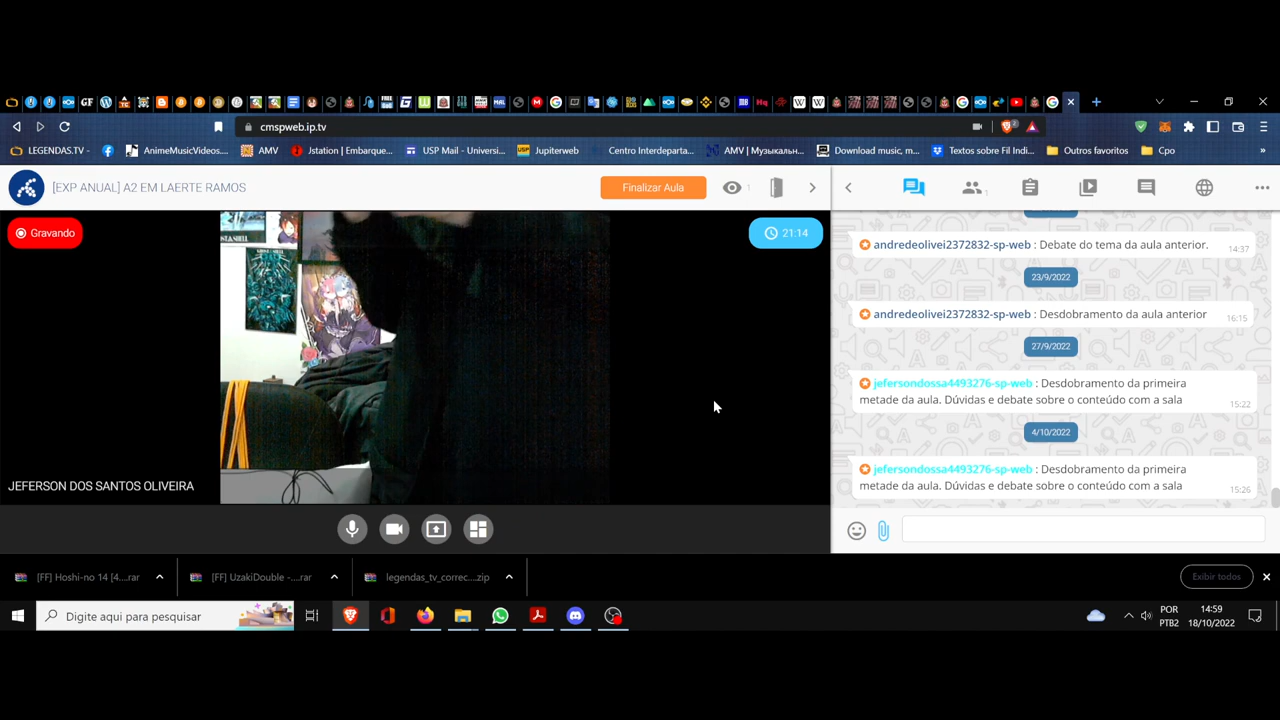 GF
cmspweb.ip.tv
LEGENDAS.TV -
AnimeMusicVideos...
AMV
Jstation | Embarque...
USP Mail - Universi...
Jupiterweb
Centro Interdeparta...
AMV | Музыкальн...
Download music, m...
Textos sobre Fil Indi...
Outros favoritos
Cpo
»
[EXP ANUAL] A2 EM LAERTE RAMOS
Finalizar Aula
1
1
Gravando
21:14
andredeolivei2372832-sp-web : Debate do tema da aula anterior.
14:37
23/9/2022
andredeolivei2372832-sp-web : Desdobramento da aula anterior
16:15
27/9/2022
jefersondossa4493276-sp-web : Desdobramento da primeira
metade da aula. Dúvidas e debate sobre o conteúdo com a sala
15:22
4/10/2022
jefersondossa4493276-sp-web : Desdobramento da primeira
metade da aula. Dúvidas e debate sobre o conteúdo com a sala
15:26
JEFERSON DOS SANTOS OLIVEIRA
[FF] Hoshi-no 14 [4....rar
[FF] UzakiDouble -....rar
legendas_tv_correc....zip
Exibir todos
Digite aqui para pesquisar
POR
PTB2
14:59
18/10/2022